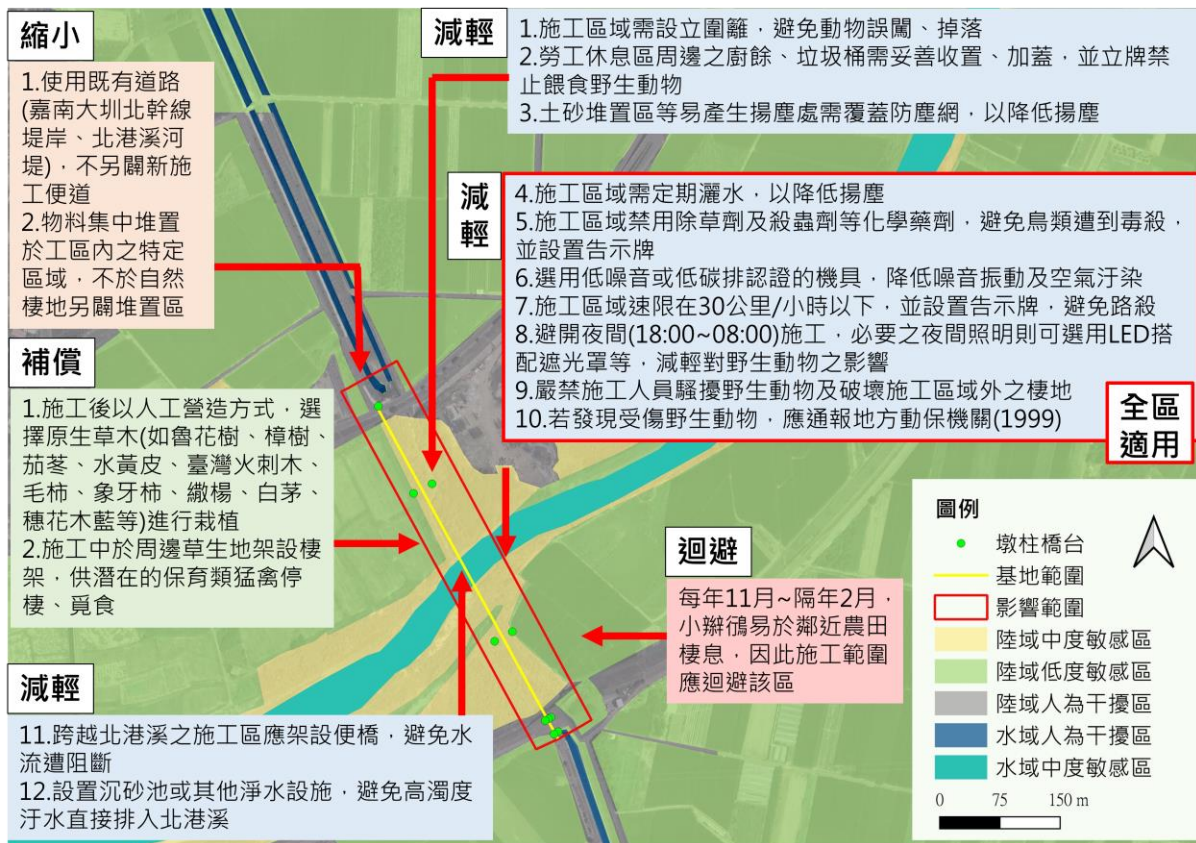 縮小
1.使用既有道路
(嘉南大圳北幹線
堤岸、北港溪河
堤)，不另闢新施
工便道
2.物料集中堆置
於工區內之特定
區域，不於自然
棲地另闢堆置區
減輕
1.施工區域需設立圍籬，避免動物誤闖、掉落
2.勞工休息區周邊之廚餘、垃圾桶需妥善收置、加蓋，並立牌禁
止餵食野生動物
3.土砂堆置區等易產生揚塵處需覆蓋防塵網，以降低揚塵
減
輕
4.施工區域需定期灑水，以降低揚塵
5.施工區域禁用除草劑及殺蟲劑等化學藥劑，避免鳥類遭到毒殺，
並設置告示牌
6.選用低噪音或低碳排認證的機具，降低噪音振動及空氣汙染
7.施工區域速限在30公里/小時以下，並設置告示牌，避免路殺
8.避開夜間(18:00~08:00)施工，必要之夜間照明則可選用LED搭
配遮光罩等，減輕對野生動物之影響
9.嚴禁施工人員騷擾野生動物及破壞施工區域外之棲地
10.若發現受傷野生動物，應通報地方動保機關(1999)
全區
適用
補償
1.施工後以人工營造方式，選
擇原生草木(如魯花樹、樟樹、
茄苳、水黃皮、臺灣火刺木、
毛柿、象牙柿、繖楊、白茅、
穗花木藍等)進行栽植
2.施工中於周邊草生地架設棲
架，供潛在的保育類猛禽停
棲、覓食
迴避
每年11月~隔年2月，
小辮鴴易於鄰近農田
棲息，因此施工範圍
應迴避該區
減輕
11.跨越北港溪之施工區應架設便橋，避免水
流遭阻斷
12.設置沉砂池或其他淨水設施，避免高濁度
汙水直接排入北港溪
圖例
墩柱橋台
基地範圍
影響範圍
陸域中度敏感區
陸域低度敏感區
陸域人為干擾區
水域人為干擾區
水域中度敏感區
0 75 150 m